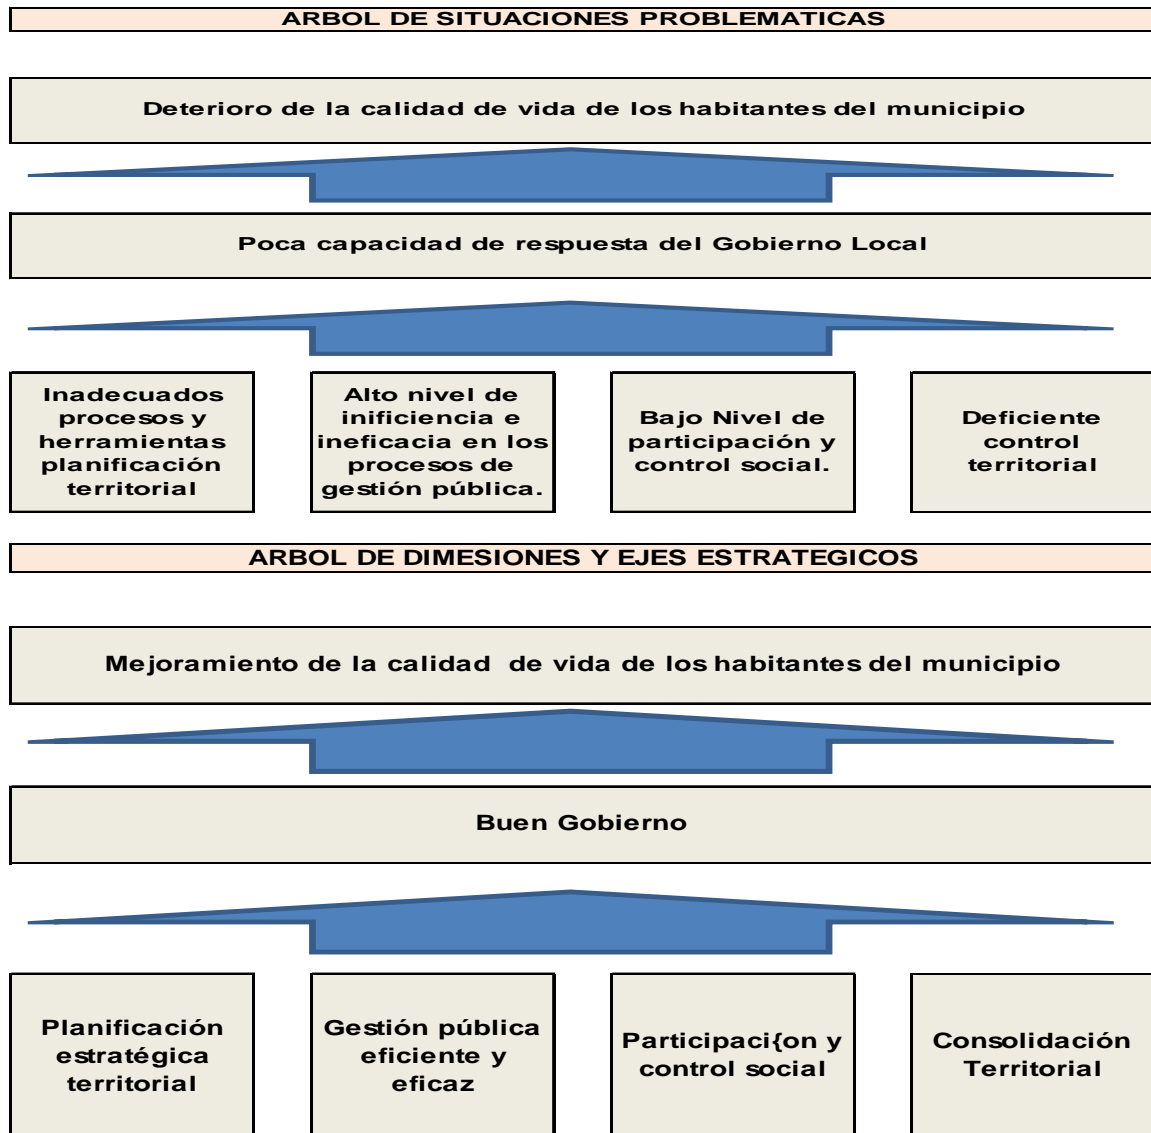 ARBOL DE SITUACIONES PROBLEMATICAS
Deterioro de la calidad de vida de los habitantes del municipio
Poca capacidad de respuesta del Gobierno Local
Inadecuados
procesos y
herramientas
planificación
territorial
Alto nivel de
inificiencia e
ineficacia en los
procesos de
gestión pública.
Bajo Nivel de
participación y
control social.
Deficiente
control
territorial
ARBOL DE DIMESIONES Y EJES ESTRATEGICOS
Mejoramiento de la calidad de vida de los habitantes del municipio
Buen Gobierno
Planificación
estratégica
territorial
Gestión pública
eficiente y
eficaz
Participaci{on y
control social
Consolidación
Territorial